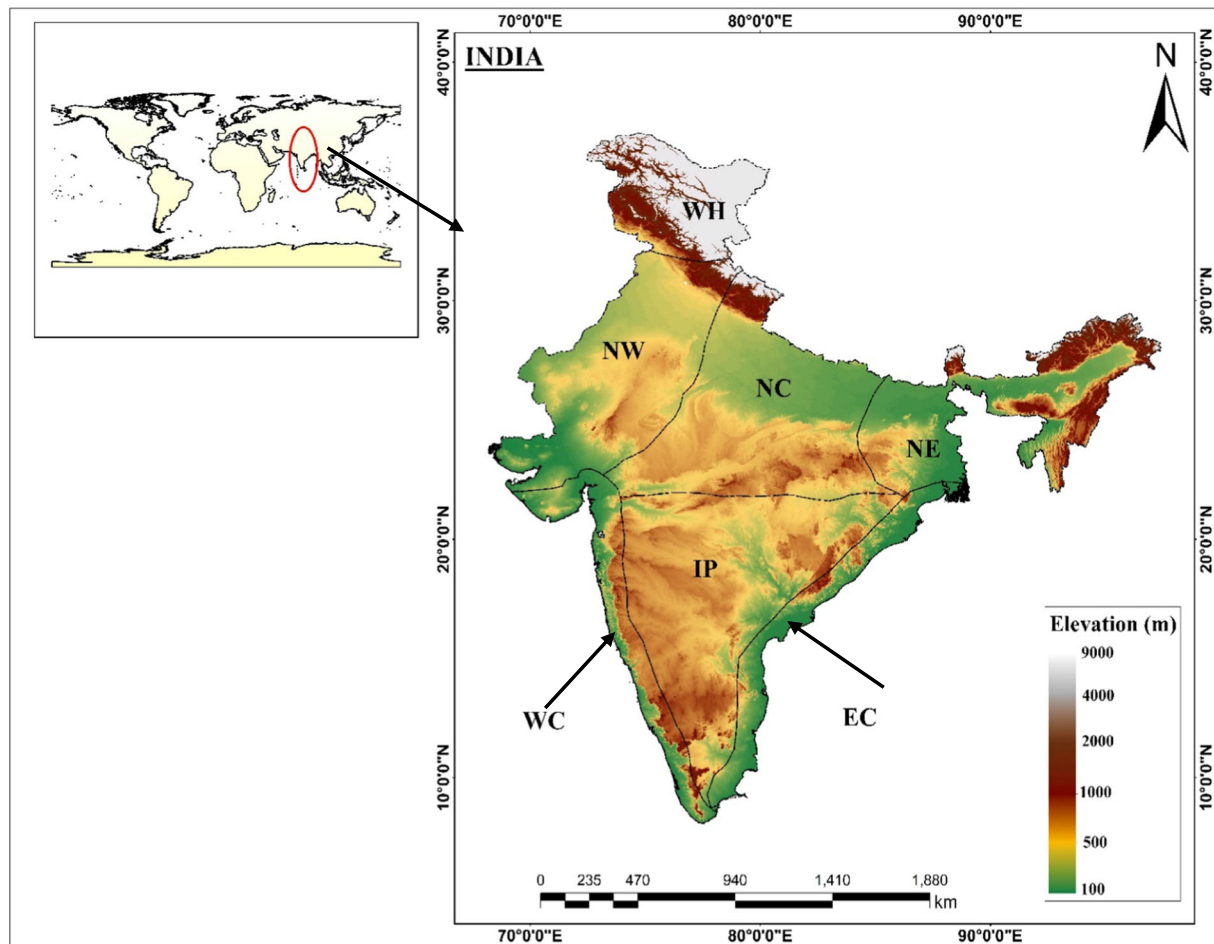 70°0'0"E 80°0'0"E 90°0'0"E
INDIA
N
40°0'0"N 40°0'0"N
WH
30°0'0"N 30°0'0"N
NW
NC
NE
20°0'0"N 20°0'0"N
IP
Elevation (m)
9000
4000
2000
1000
500
100
WC
EC
10°0'0"N 10°0'0"N
0 235 470 940 1,410 1,880
km
70°0'0"E 80°0'0"E 90°0'0"E